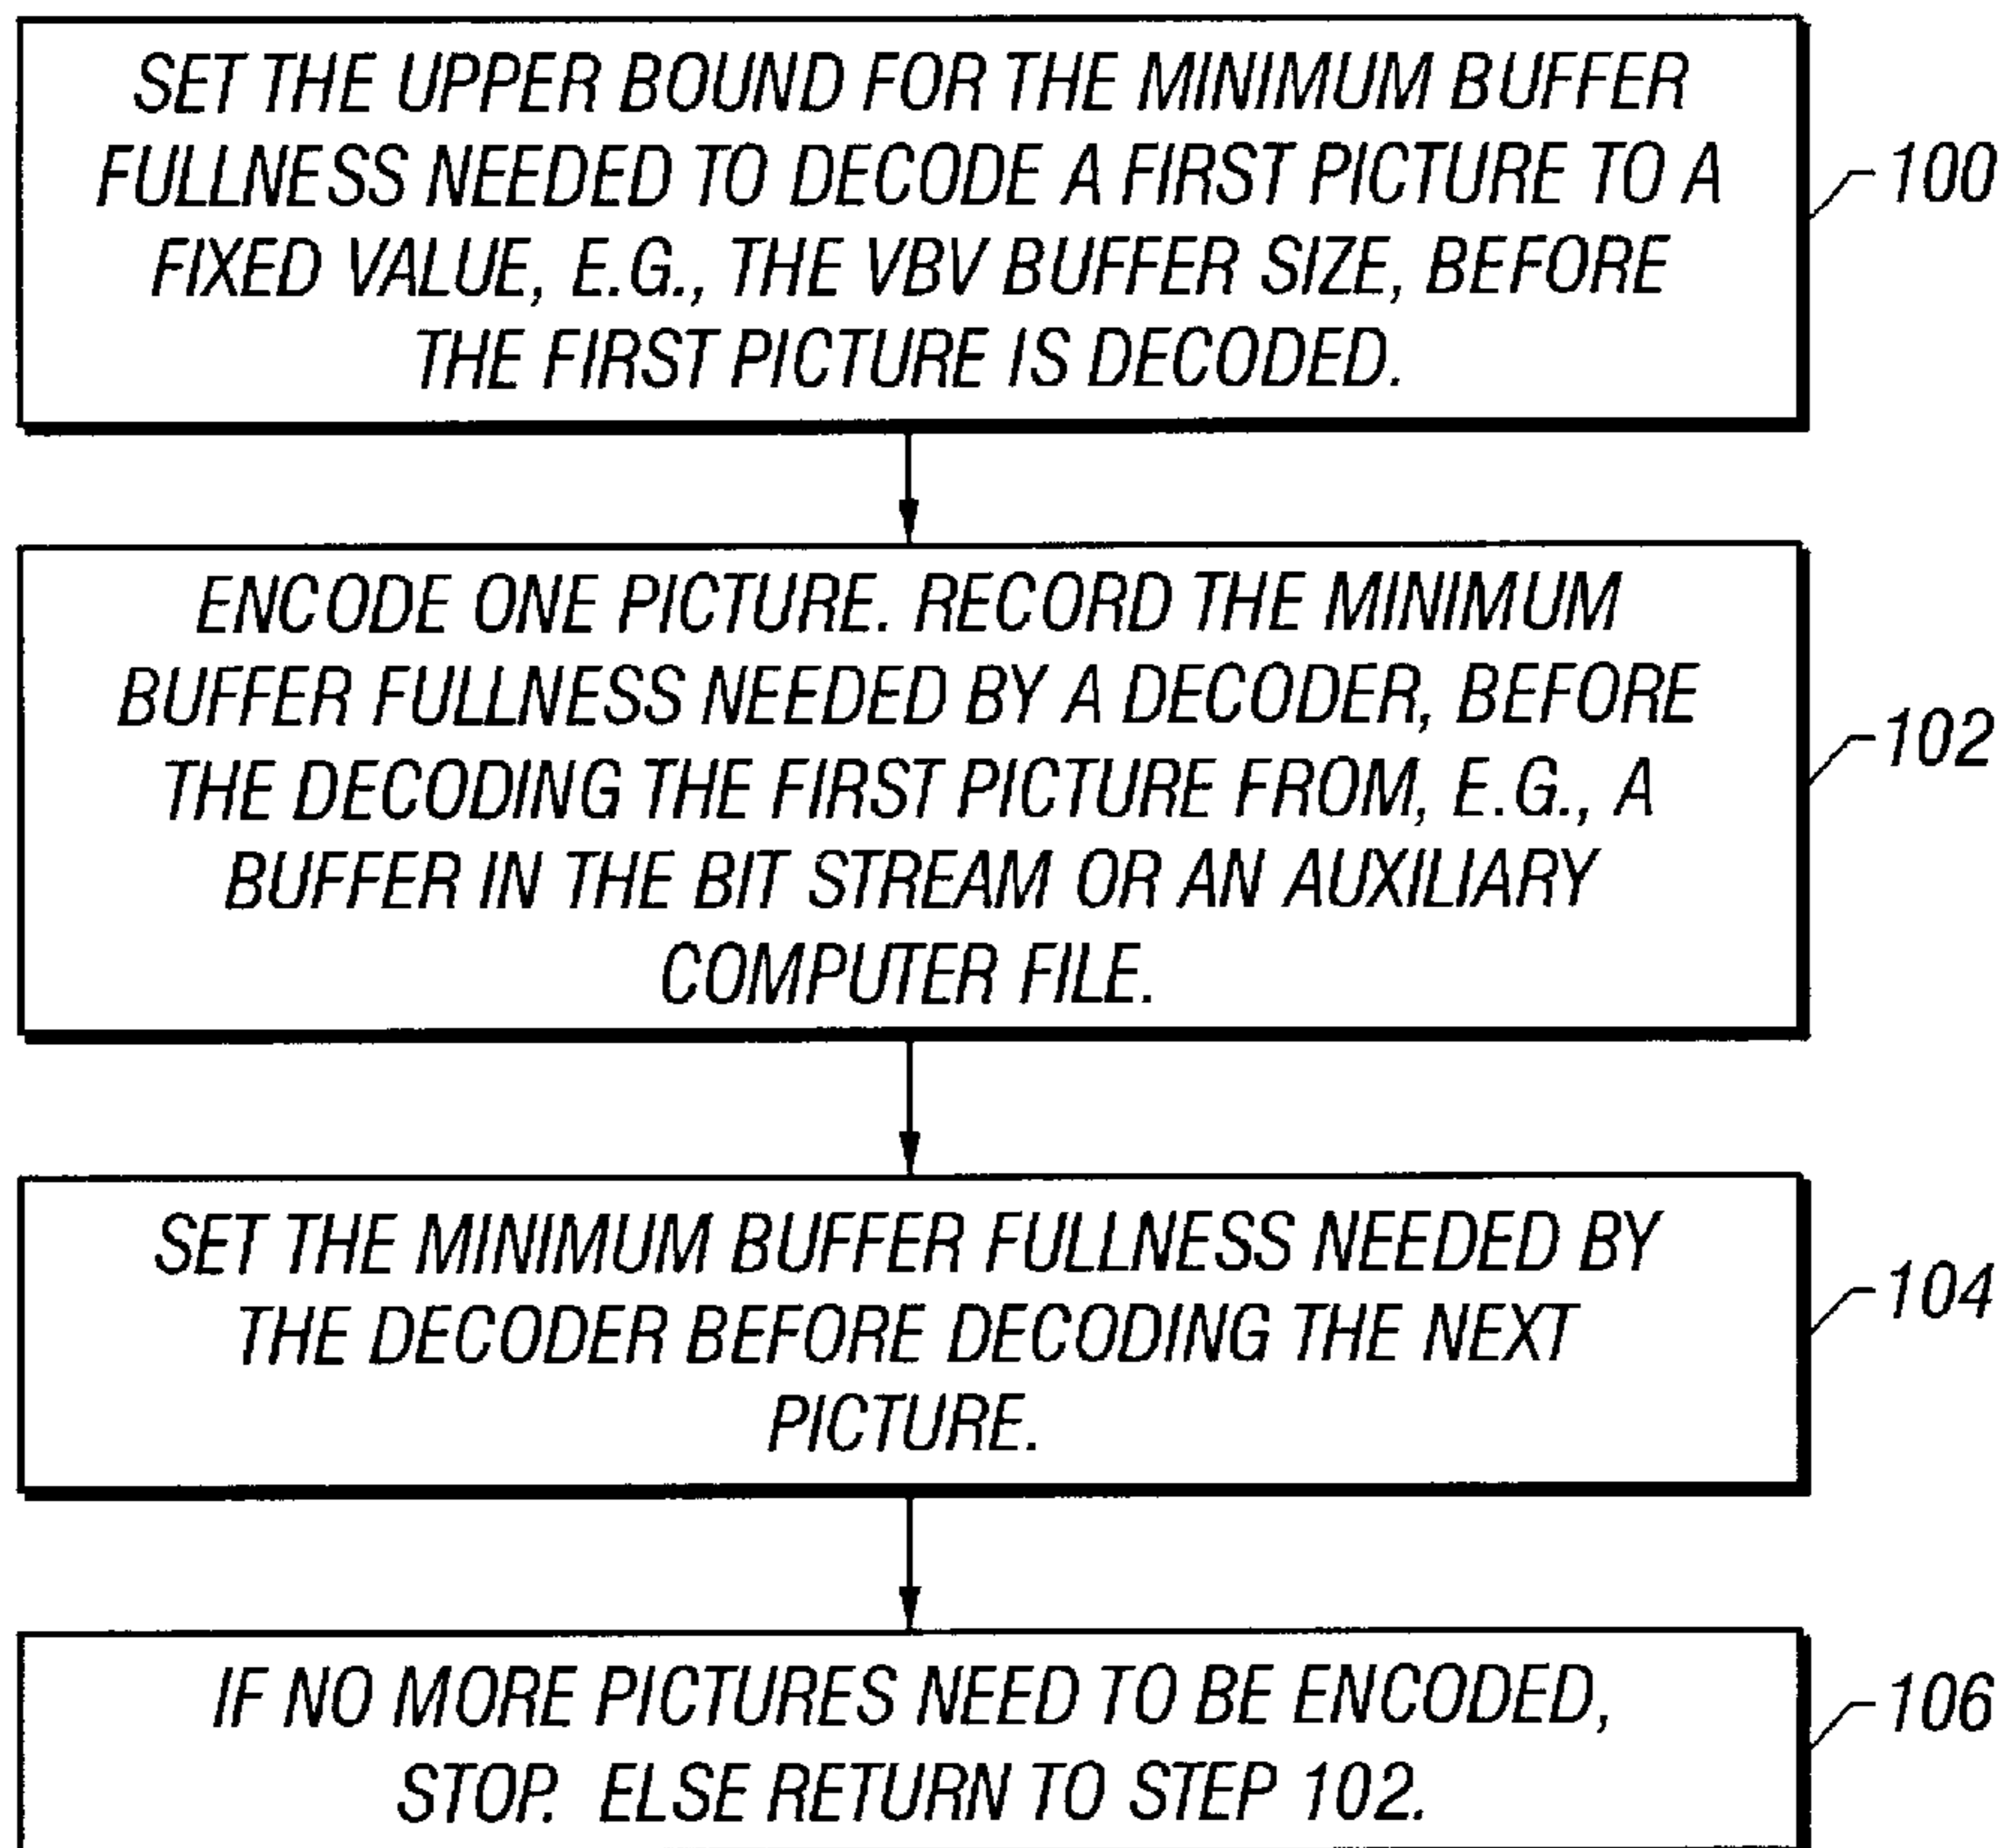 SET THE UPPER BOUND FOR THE MINIMUM BUFFER
FULLNESS NEEDED TO DECODE A FIRST PICTURE TO A
FIXED VALUE, E.G., THE VBV BUFFER SIZE, BEFORE
THE FIRST PICTURE IS DECODED.
100
ENCODE ONE PICTURE. RECORD THE MINIMUM
BUFFER FULLNESS NEEDED BY A DECODER, BEFORE
THE DECODING THE FIRST PICTURE FROM, E.G., A
BUFFER IN THE BIT STREAM OR AN AUXILIARY
COMPUTER FILE.
102
SET THE MINIMUM BUFFER FULLNESS NEEDED BY
THE DECODER BEFORE DECODING THE NEXT
PICTURE.
104
IF NO MORE PICTURES NEED TO BE ENCODED,
STOP. ELSE RETURN TO STEP 102.
106